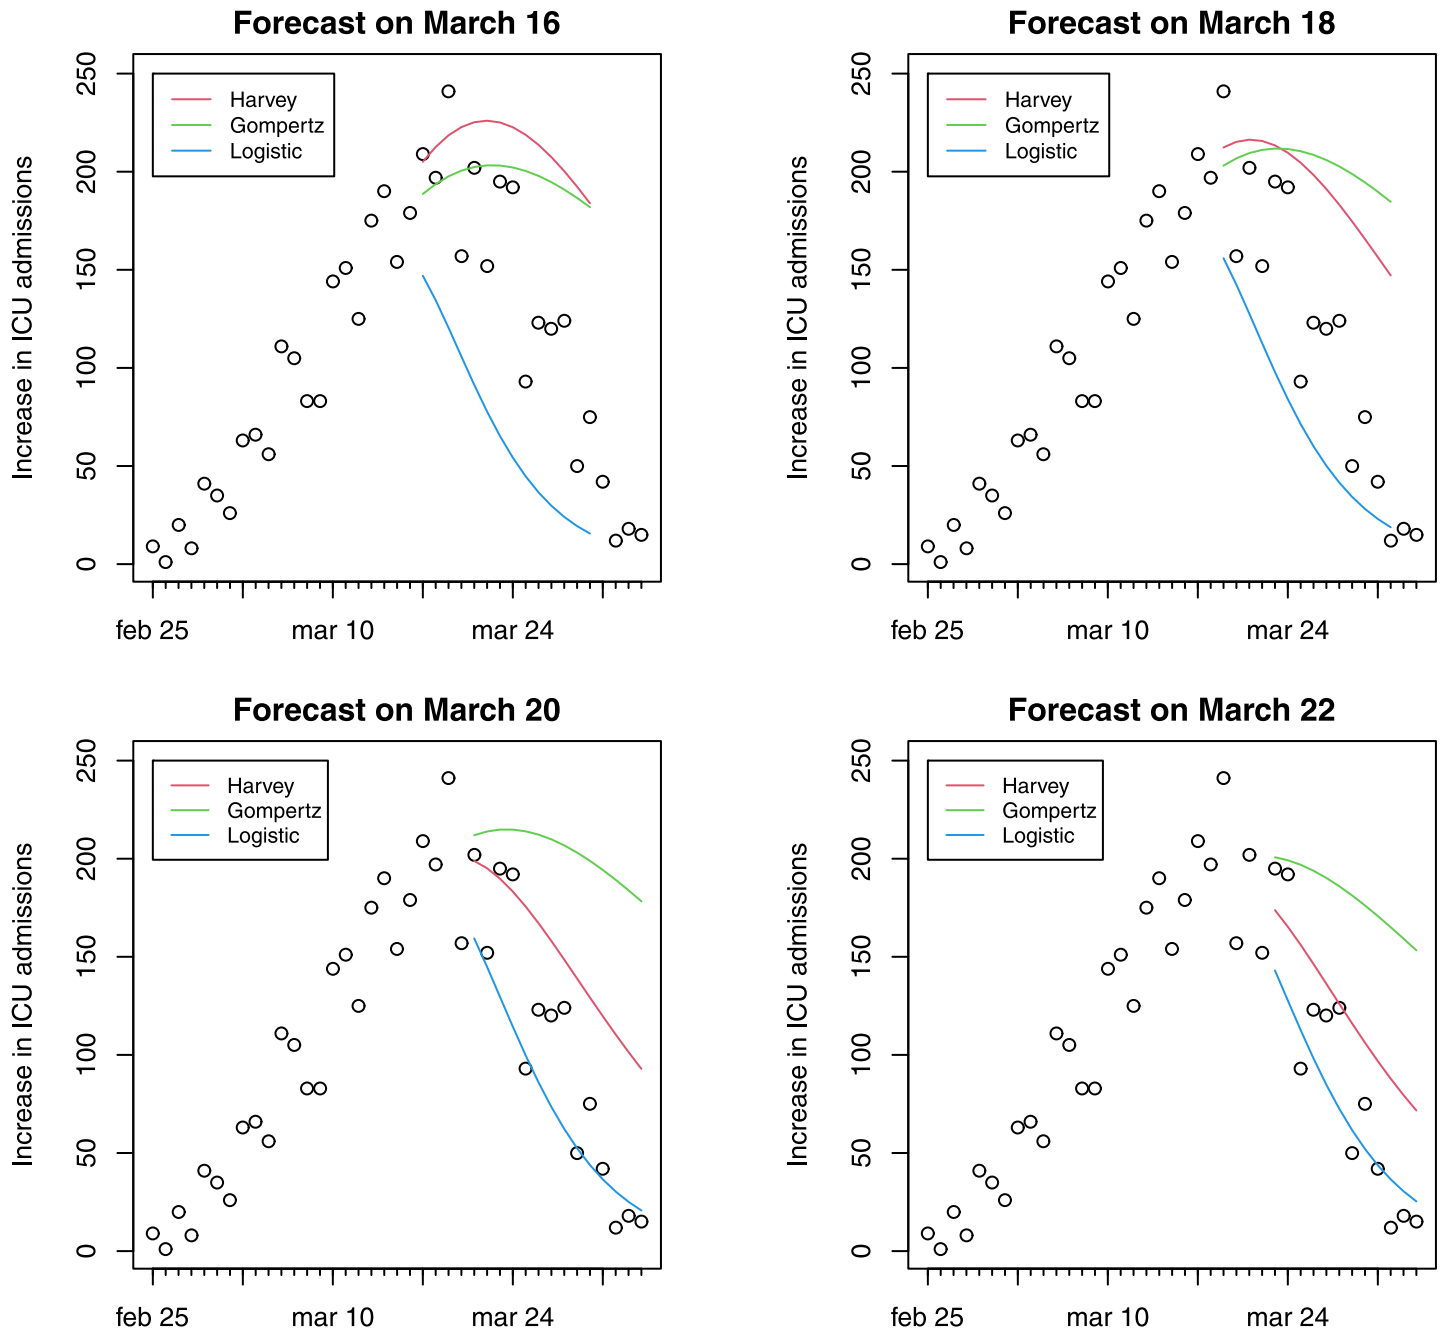 Forecast on March 16
Increase in ICU admissions
250
200
150
100
50
0
Harvey
Gompertz
Logistic
feb 25
mar 10
mar 24
Forecast on March 18
Increase in ICU admissions
250
200
150
100
50
0
Harvey
Gompertz
Logistic
feb 25
mar 10
mar 24
Forecast on March 20
Increase in ICU admissions
250
200
150
100
50
0
Harvey
Gompertz
Logistic
feb 25
mar 10
mar 24
Forecast on March 22
Increase in ICU admissions
250
200
150
100
50
0
Harvey
Gompertz
Logistic
feb 25
mar 10
mar 24